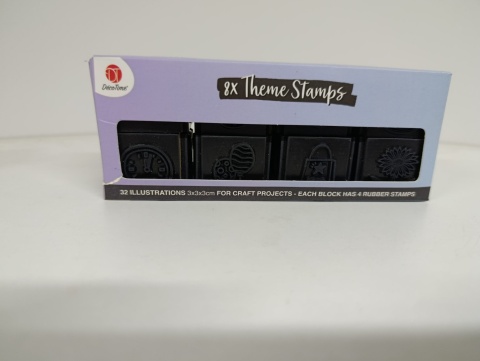 DecoTime
8X Theme Stamps
32 ILLUSTRATIONS 3x3x3cm FOR CRAFT PROJECTS - EACH BLOCK HAS 4 RUBBER STAMPS